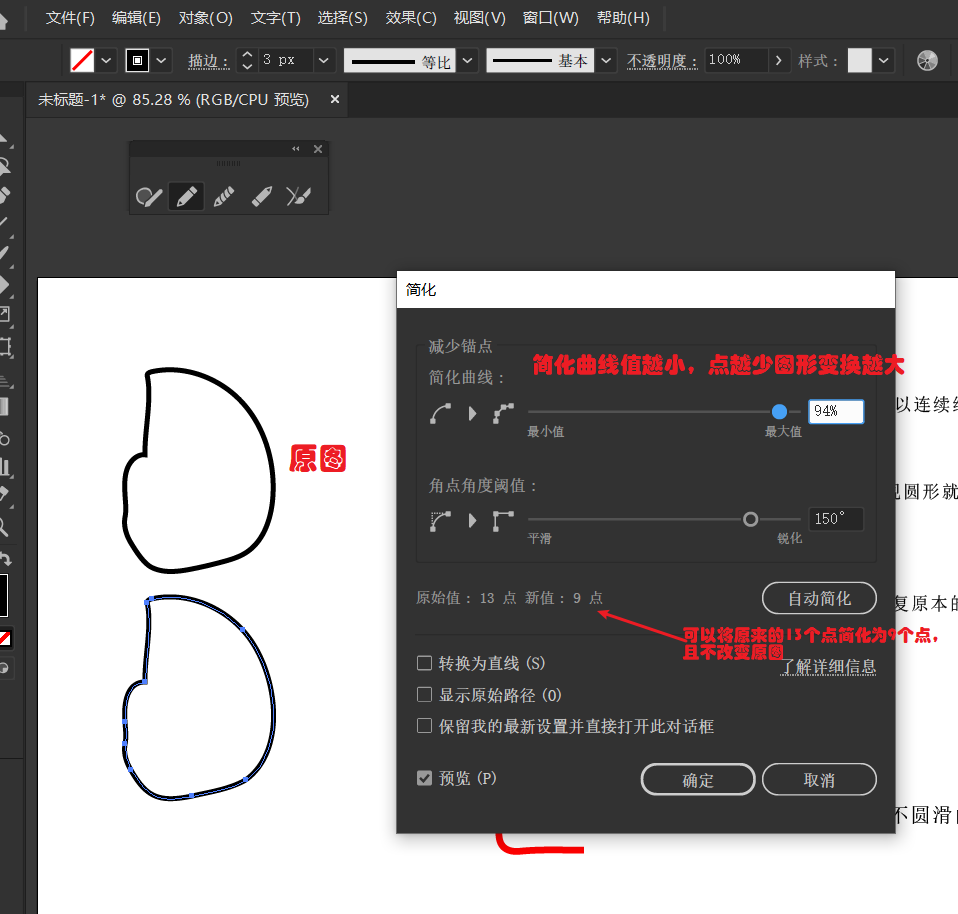 文件(F) 编辑(E) 对象(O) 文字(T) 选择(S) 效果(C) 视图(V) 窗口(W) 帮助(H)
描边： 3 px 等比 基本 不透明度： 100% 样式：
未标题-1* @ 85.28 % (RGB/CPU 预览) ×
简化
减少锚点
简化曲线值越小，点越少图形变换越大
简化曲线：
以连续
94%
最小值 最大值
原图
角点角度阈值：
圆形就
150°
平滑 锐化
原始值：13 点 新值：9 点
自动简化
复原本的
可以将原来的13个点简化为9个点，
且不改变原图
了解详细信息
转换为直线 (S)
显示原始路径 (O)
保留我的最新设置并直接打开此对话框
预览 (P)
确定 取消
不圆滑